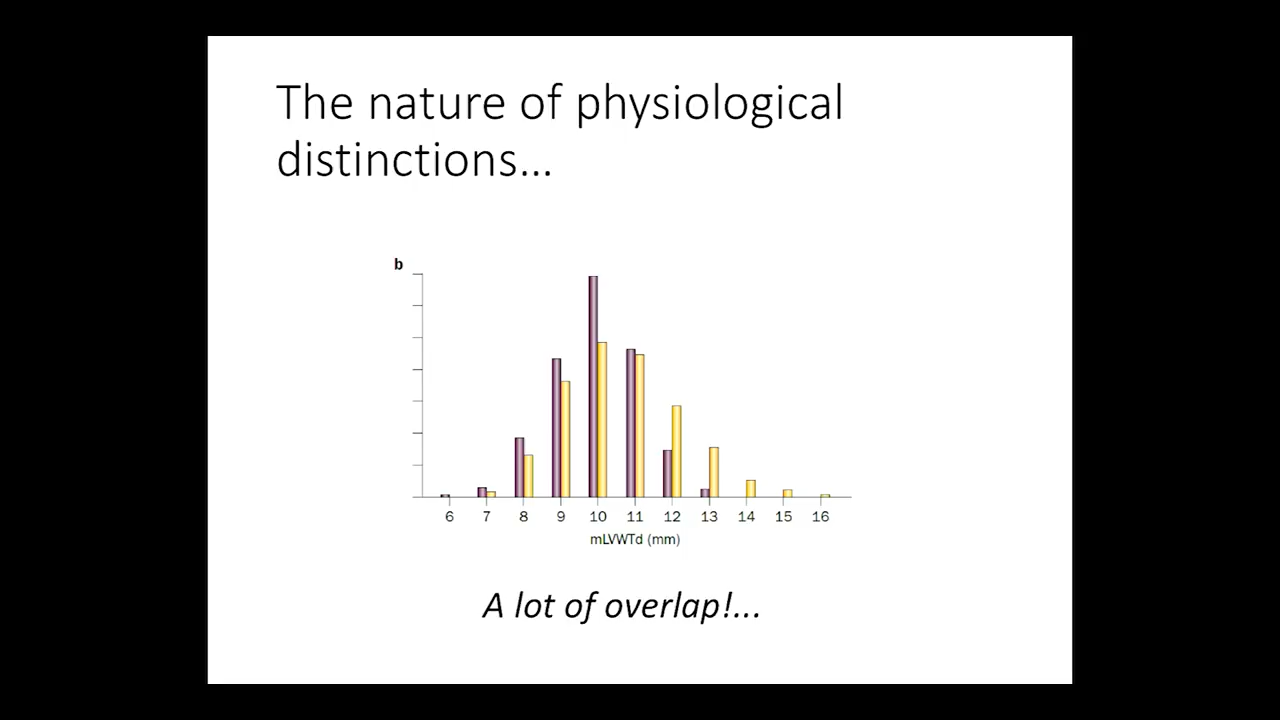 The nature of physiological
distinctions...
b
6 7 8 9 10 11 12 13 14 15 16
mLVWTd (mm)
A lot of overlap!...